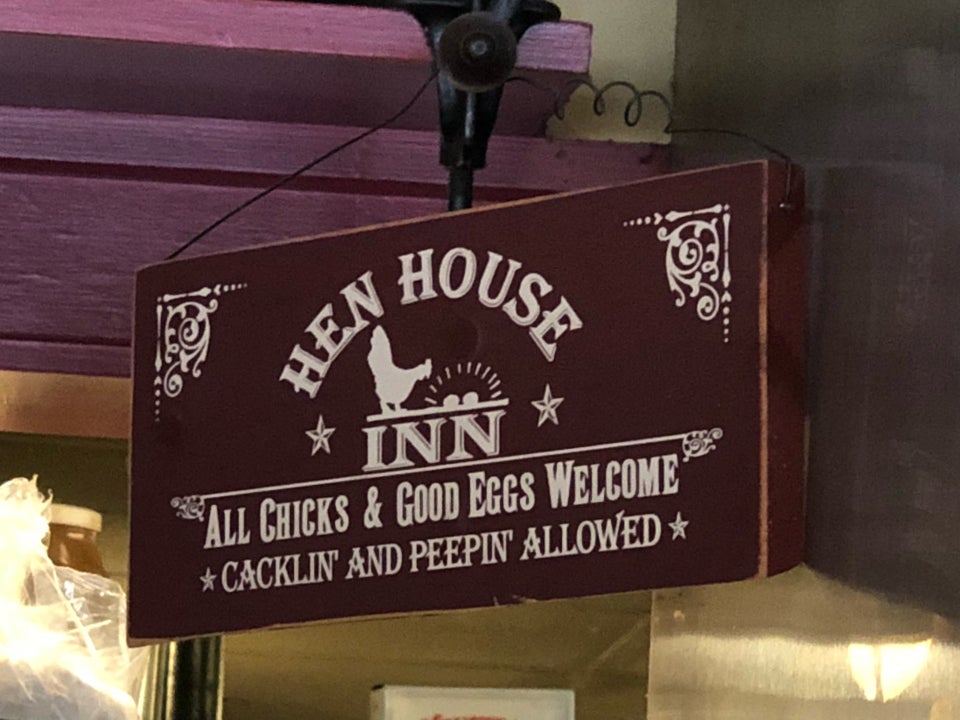 HEN HOUSE
INN
ALL CHICKS & GOOD EGGS WELCOME
CACKLIN' AND PEEPIN' ALLOWED